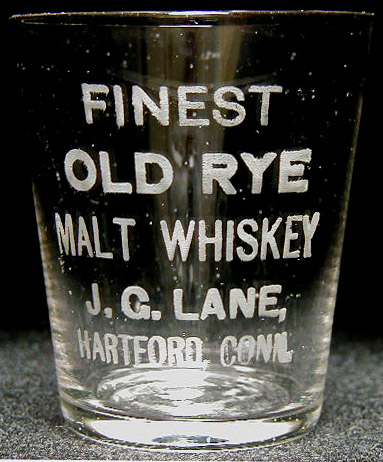 FINEST
OLD RYE
MALT WHISKEY
J. G. LANE,
HARTFORD, CONN.